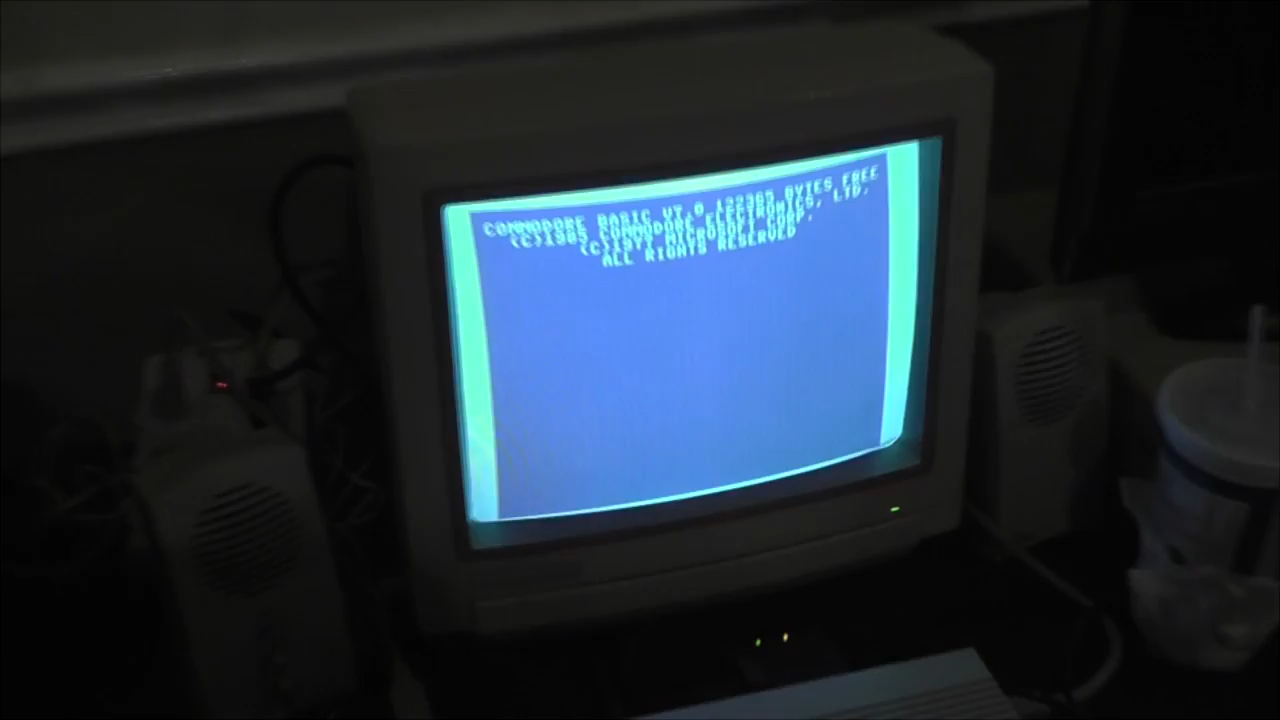 COMMODORE BASIC V7.0 122365 BYTES FREE
(C)1985 COMMODORE ELECTRONICS, LTD.
(C)1977 MICROSOFT CORP.
ALL RIGHTS RESERVED